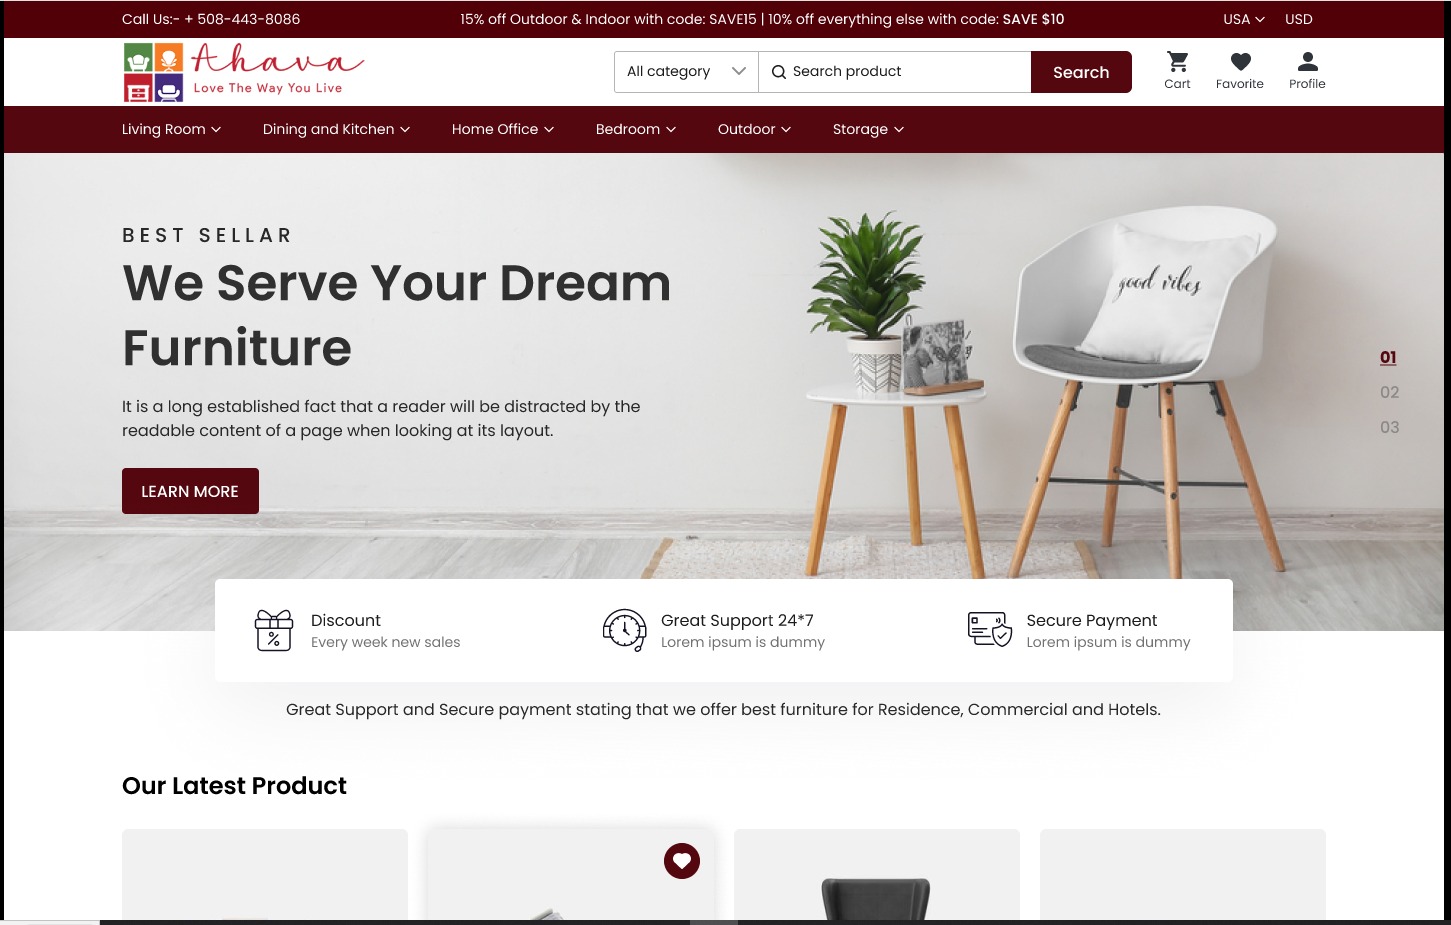 Call Us:- + 508-443-8086
15% off Outdoor & Indoor with code: SAVE15 | 10% off everything else with code: SAVE $10
USA
USD
Ahava
Love The Way You Live
All category
Search product
Search
Cart
Favorite
Profile
Living Room
Dining and Kitchen
Home Office
Bedroom
Outdoor
Storage
BEST SELLAR
We Serve Your Dream
Furniture
It is a long established fact that a reader will be distracted by the
readable content of a page when looking at its layout.
LEARN MORE
good vibes
01
02
03
Discount
Every week new sales
Great Support 24*7
Lorem ipsum is dummy
Secure Payment
Lorem ipsum is dummy
Great Support and Secure payment stating that we offer best furniture for Residence, Commercial and Hotels.
Our Latest Product